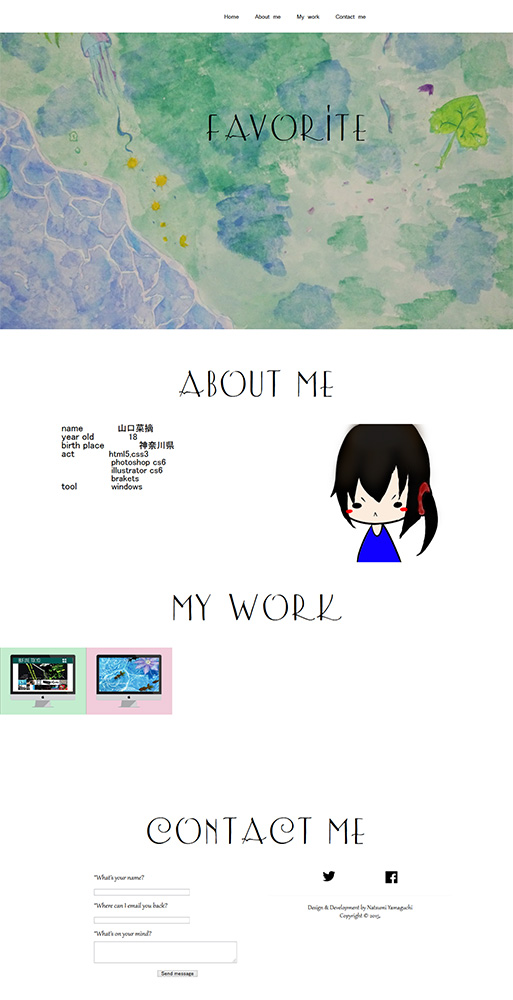 Home About me My work Contact me
FAVORITE
ABOUT ME
name 山口菜摘
year old 18
birth place 神奈川県
act html5,css3
photoshop cs6
illustrator cs6
brakets
tool windows
MY WORK
CONTACT ME
*What's your name?
*Where can I email you back?
*What's on your mind?
Send message
Design & Development by Natsumi Yamaguchi
Copyright © 2015.